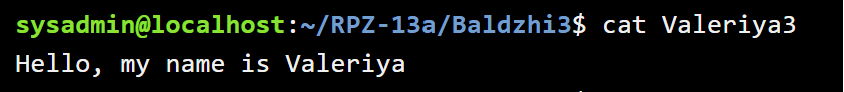 sysadmin@localhost:~/RPZ-13a/Baldzhi3$ cat Valeriya3
Hello, my name is Valeriya